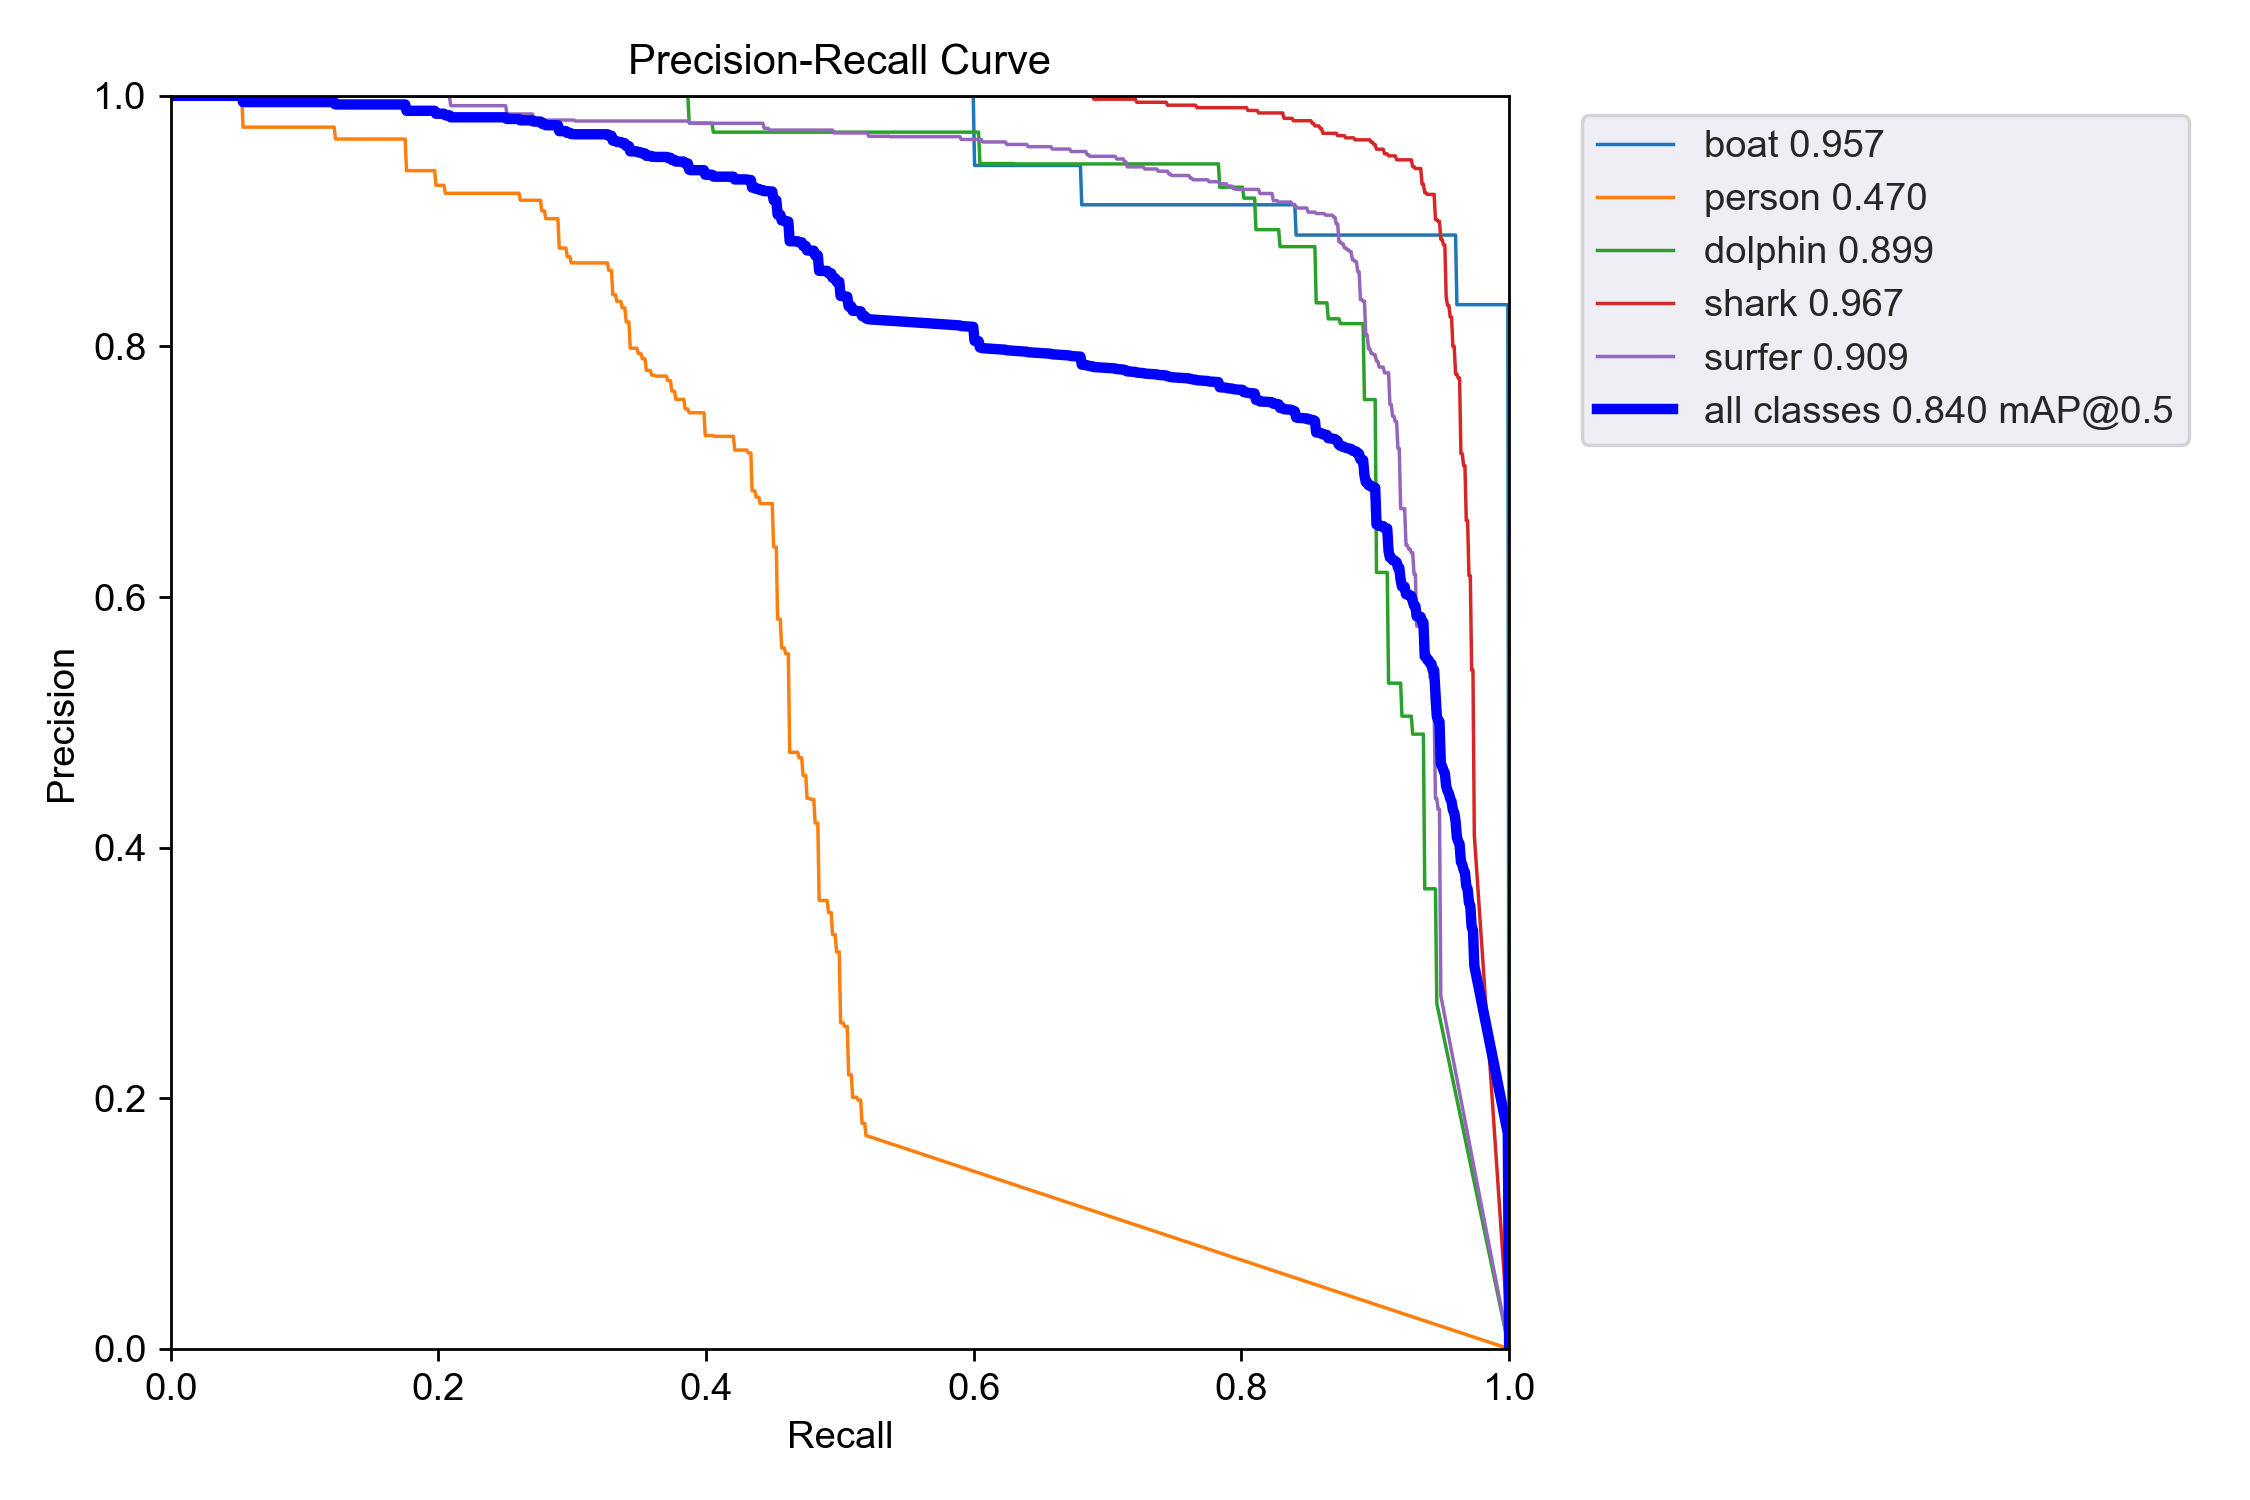 Precision-Recall Curve
1.0
0.8
0.6
0.4
0.2
0.0
Precision
0.0 0.2 0.4 0.6 0.8 1.0
Recall
boat 0.957
person 0.470
dolphin 0.899
shark 0.967
surfer 0.909
all classes 0.840 mAP@0.5